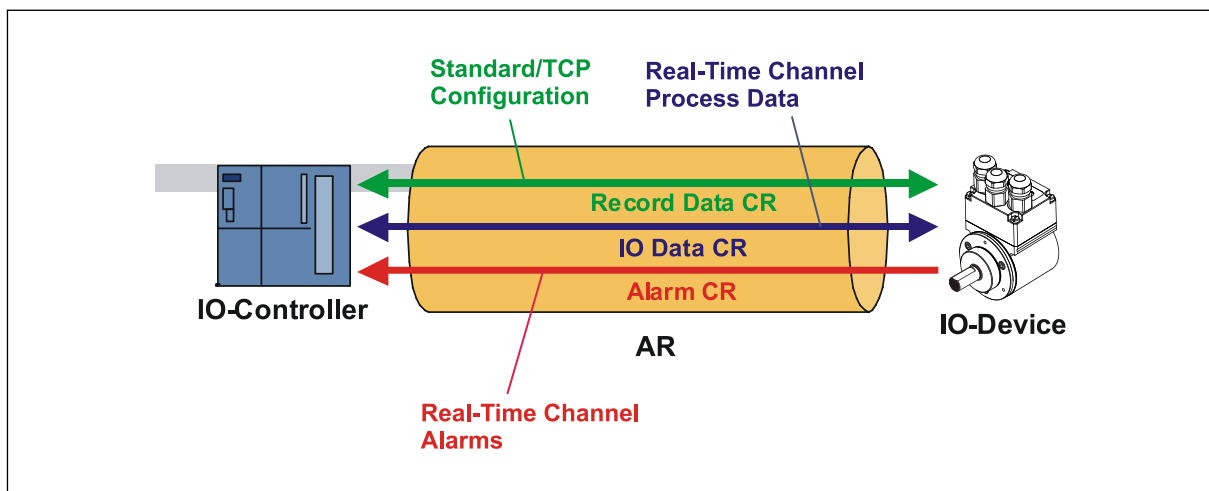 Standard/TCP
Configuration
Real-Time Channel
Process Data
Record Data CR
IO Data CR
Alarm CR
IO-Controller
IO-Device
AR
Real-Time Channel
Alarms